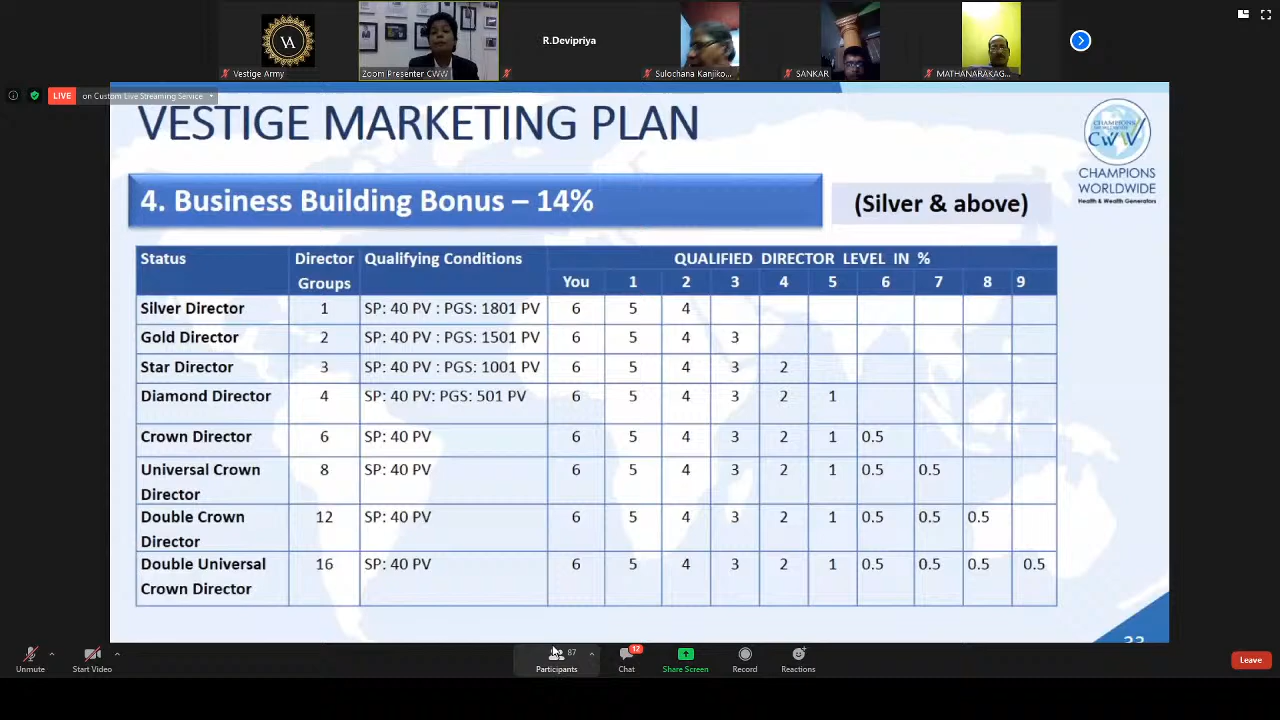 VA
R.Devipriya
Vestige Army
Zoom Presenter CWW
Sulochana Kanjiko...
SANKAR
MATHANARAKAG...
LIVE on Custom Live Streaming Service
VESTIGE MARKETING PLAN
CHAMPIONS
WORLDWIDE
CWW
CHAMPIONS
WORLDWIDE
Health & Wealth Generators
4. Business Building Bonus – 14%
(Silver & above)
Status Director Groups Qualifying Conditions QUALIFIED DIRECTOR LEVEL IN %
You 1 2 3 4 5 6 7 8 9
Silver Director 1 SP: 40 PV : PGS: 1801 PV 6 5 4
Gold Director 2 SP: 40 PV : PGS: 1501 PV 6 5 4 3
Star Director 3 SP: 40 PV : PGS: 1001 PV 6 5 4 3 2
Diamond Director 4 SP: 40 PV: PGS: 501 PV 6 5 4 3 2 1
Crown Director 6 SP: 40 PV 6 5 4 3 2 1 0.5
Universal Crown Director 8 SP: 40 PV 6 5 4 3 2 1 0.5 0.5
Double Crown Director 12 SP: 40 PV 6 5 4 3 2 1 0.5 0.5 0.5
Double Universal Crown Director 16 SP: 40 PV 6 5 4 3 2 1 0.5 0.5 0.5 0.5
33
Unmute
Start Video
87
Participants
12
Chat
Share Screen
Record
Reactions
Leave